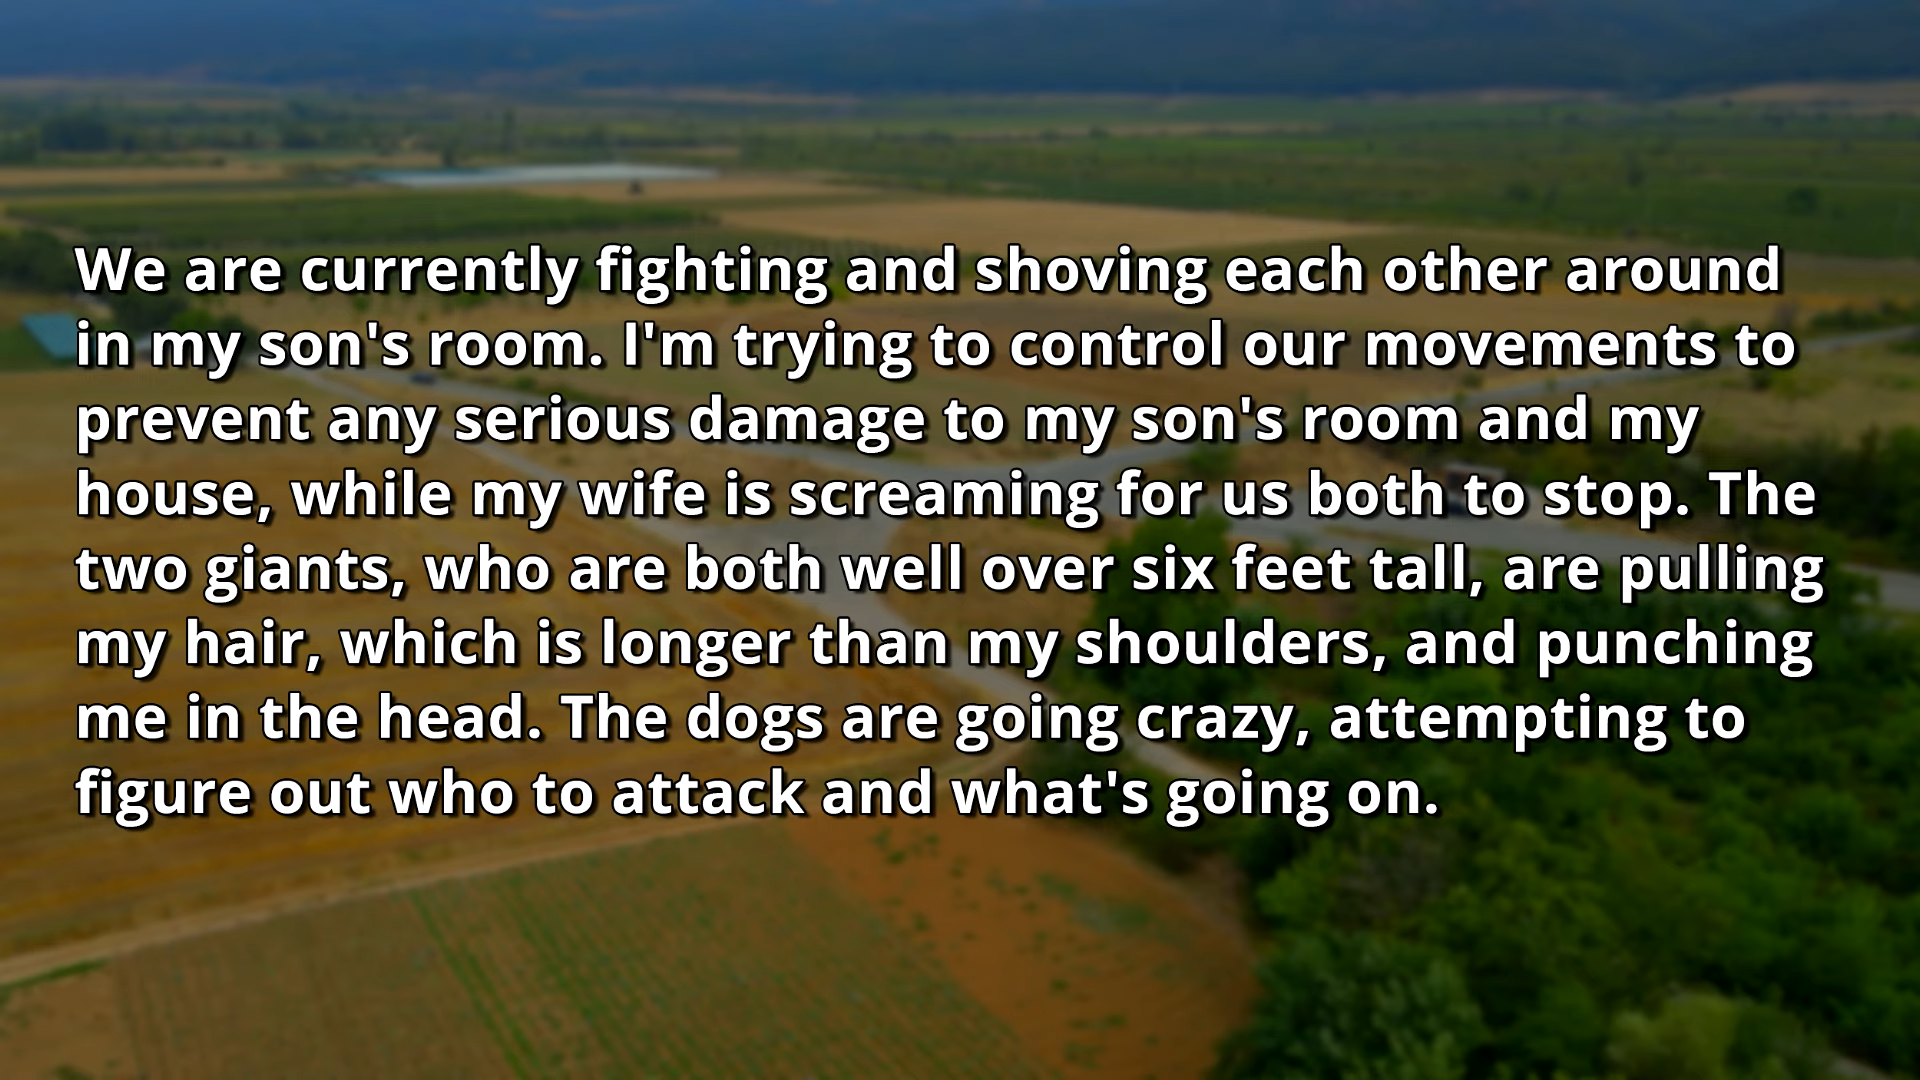 We are currently fighting and shoving each other around
in my son's room. I'm trying to control our movements to
prevent any serious damage to my son's room and my
house, while my wife is screaming for us both to stop. The
two giants, who are both well over six feet tall, are pulling
my hair, which is longer than my shoulders, and punching
me in the head. The dogs are going crazy, attempting to
figure out who to attack and what's going on.